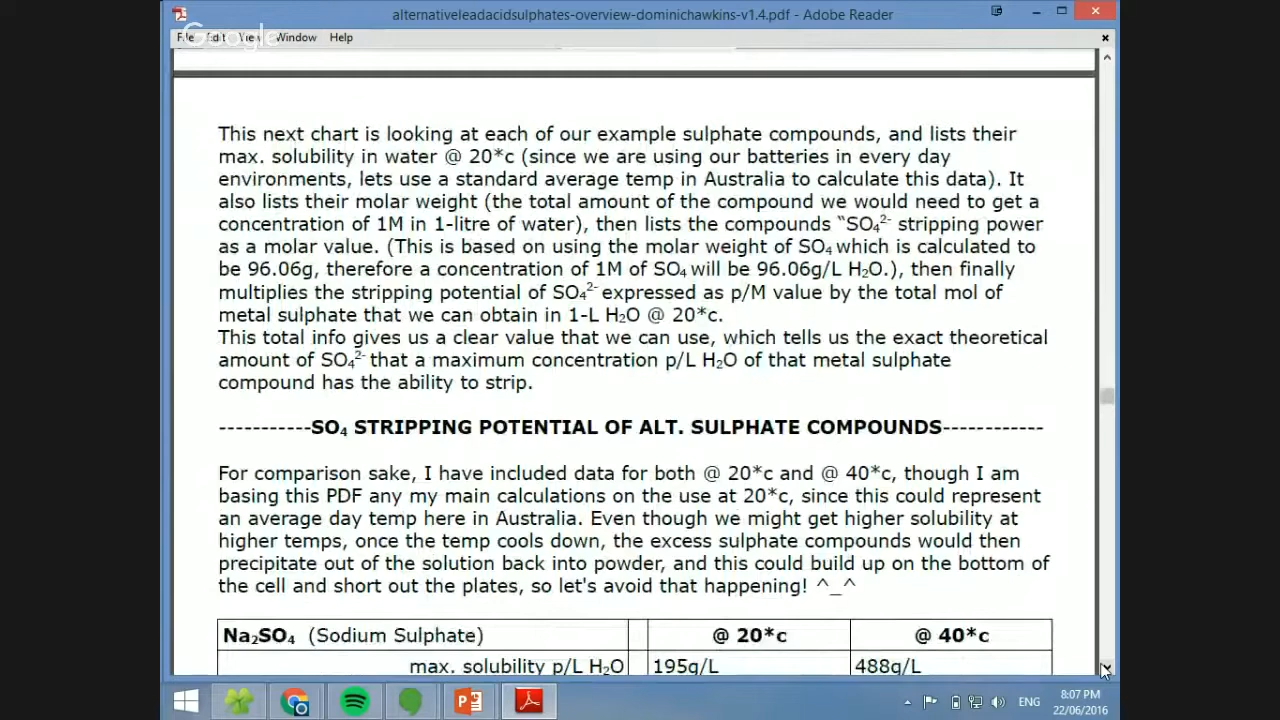 alternativeleadacidsulphates-overview-dominichawkins-v1.4.pdf - Adobe Reader
Google
File Edit View Window Help
This next chart is looking at each of our example sulphate compounds, and lists their
max. solubility in water @ 20*c (since we are using our batteries in every day
environments, lets use a standard average temp in Australia to calculate this data). It
also lists their molar weight (the total amount of the compound we would need to get a
concentration of 1M in 1-litre of water), then lists the compounds “SO₄²⁻ stripping power
as a molar value. (This is based on using the molar weight of SO₄ which is calculated to
be 96.06g, therefore a concentration of 1M of SO₄ will be 96.06g/L H₂O.), then finally
multiplies the stripping potential of SO₄²⁻ expressed as p/M value by the total mol of
metal sulphate that we can obtain in 1-L H₂O @ 20*c.
This total info gives us a clear value that we can use, which tells us the exact theoretical
amount of SO₄²⁻ that a maximum concentration p/L H₂O of that metal sulphate
compound has the ability to strip.
-----------SO₄ STRIPPING POTENTIAL OF ALT. SULPHATE COMPOUNDS------------
For comparison sake, I have included data for both @ 20*c and @ 40*c, though I am
basing this PDF any my main calculations on the use at 20*c, since this could represent
an average day temp here in Australia. Even though we might get higher solubility at
higher temps, once the temp cools down, the excess sulphate compounds would then
precipitate out of the solution back into powder, and this could build up on the bottom of
the cell and short out the plates, so let's avoid that happening! ^_^
Na₂SO₄ (Sodium Sulphate) @ 20*c @ 40*c
max. solubility p/L H₂O 195g/L 488g/L
ENG
8:07 PM
22/06/2016